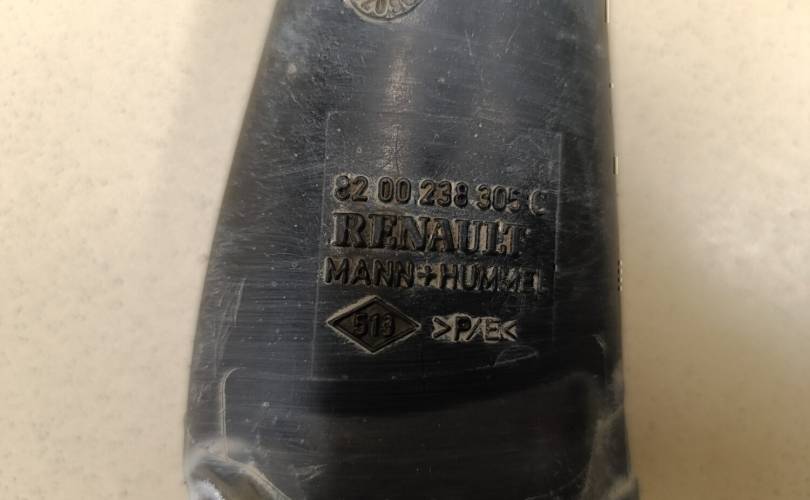 82 00 238 305 C
RENAULT
MANN+HUMMEL
513 >P/E<